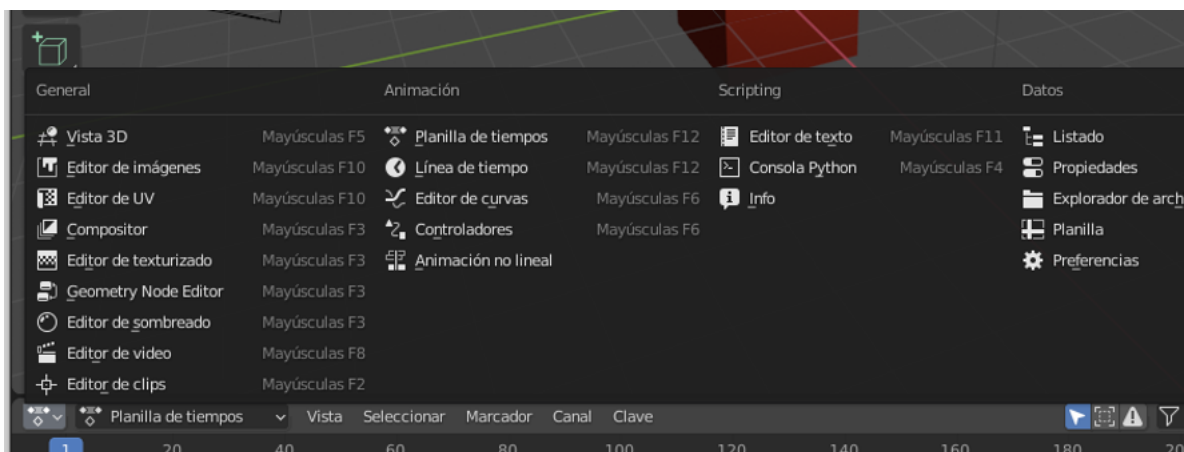 General
Vista 3D Mayúsculas F5
Editor de imágenes Mayúsculas F10
Editor de UV Mayúsculas F10
Compositor Mayúsculas F3
Editor de texturizado Mayúsculas F3
Geometry Node Editor Mayúsculas F3
Editor de sombreado Mayúsculas F3
Editor de video Mayúsculas F8
Editor de clips Mayúsculas F2
Animación
Planilla de tiempos Mayúsculas F12
Línea de tiempo Mayúsculas F12
Editor de curvas Mayúsculas F6
Controladores Mayúsculas F6
Animación no lineal
Scripting
Editor de texto Mayúsculas F11
Consola Python Mayúsculas F4
Info
Datos
Listado
Propiedades
Explorador de arch
Planilla
Preferencias
Planilla de tiempos Vista Seleccionar Marcador Canal Clave
1 20 40 60 80 100 120 140 160 180 20